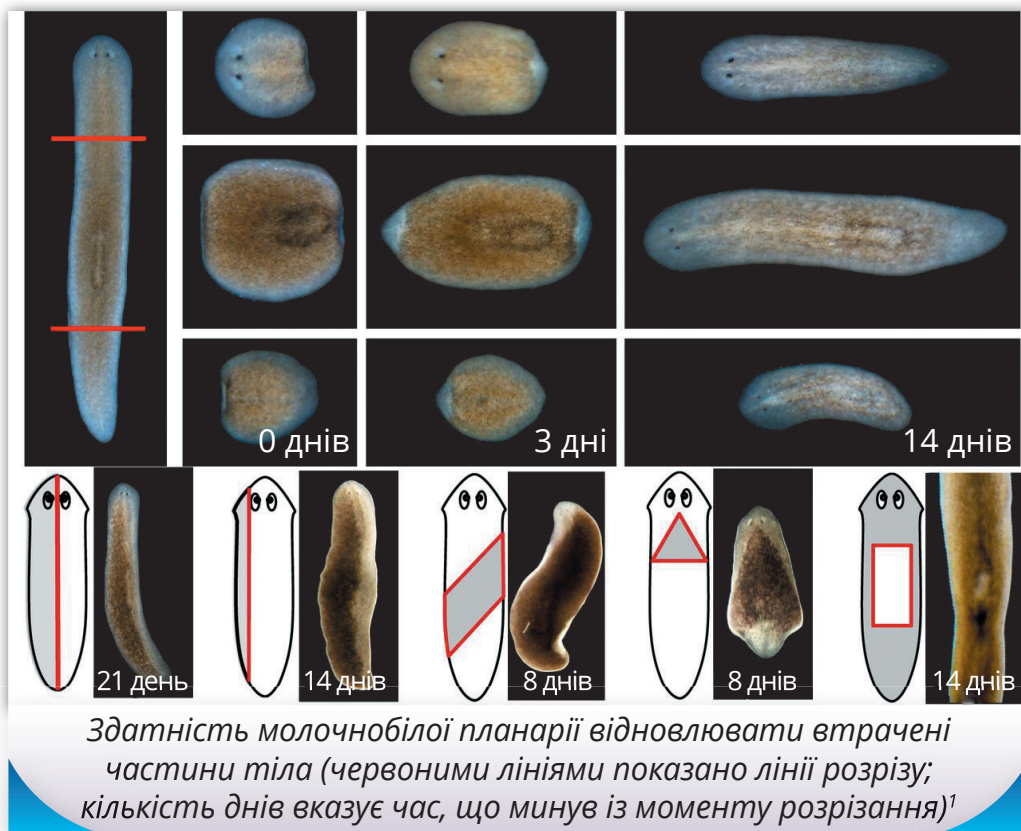 0 днів
3 дні
14 днів
21 день
14 днів
8 днів
8 днів
14 днів
Здатність молочнобілої планарії відновлювати втрачені
частини тіла (червоними лініями показано лінії розрізу;
кількість днів вказує час, що минув із моменту розрізання)¹